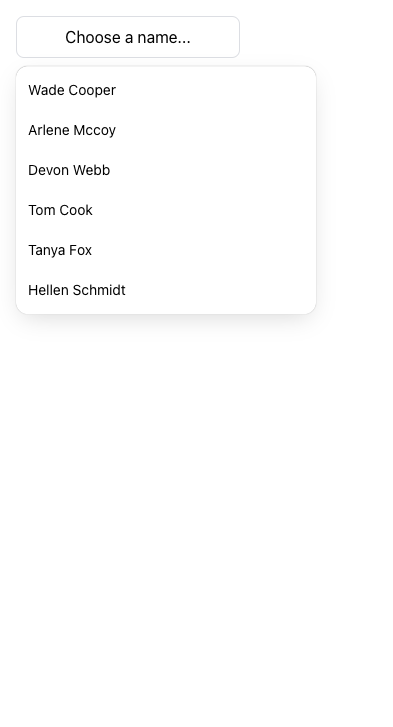 Choose a name...
Wade Cooper
Arlene Mccoy
Devon Webb
Tom Cook
Tanya Fox
Hellen Schmidt